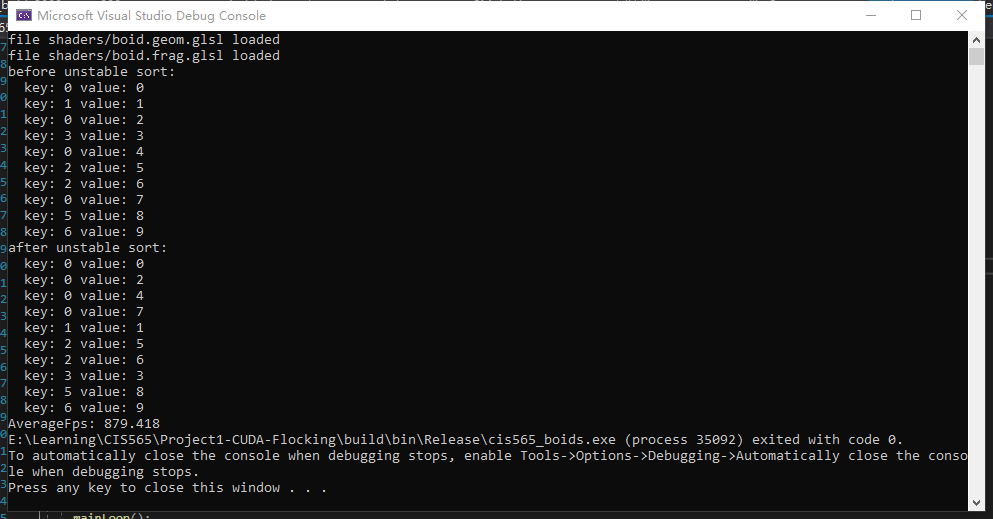 Microsoft Visual Studio Debug Console
file shaders/boid.geom.glsl loaded
file shaders/boid.frag.glsl loaded
before unstable sort:
  key: 0 value: 0
  key: 1 value: 1
  key: 0 value: 2
  key: 3 value: 3
  key: 0 value: 4
  key: 2 value: 5
  key: 2 value: 6
  key: 0 value: 7
  key: 5 value: 8
  key: 6 value: 9
after unstable sort:
  key: 0 value: 0
  key: 0 value: 2
  key: 0 value: 4
  key: 0 value: 7
  key: 1 value: 1
  key: 2 value: 5
  key: 2 value: 6
  key: 3 value: 3
  key: 5 value: 8
  key: 6 value: 9
AverageFps: 879.418
E:\Learning\CIS565\Project1-CUDA-Flocking\build\bin\Release\cis565_boids.exe (process 35092) exited with code 0.
To automatically close the console when debugging stops, enable Tools->Options->Debugging->Automatically close the conso
le when debugging stops.
Press any key to close this window . . .
mainLoop();